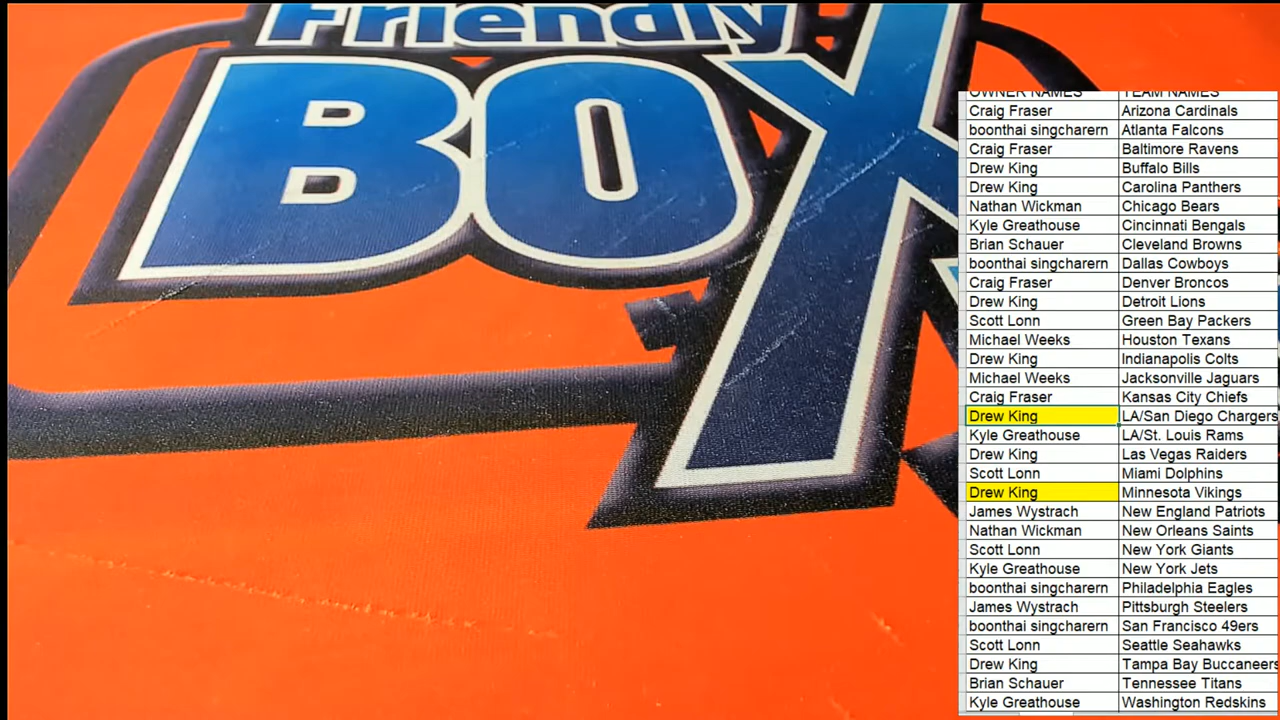 Friendly
BOX
OWNER NAMES TEAM NAMES
Craig Fraser Arizona Cardinals
boonthai singcharern Atlanta Falcons
Craig Fraser Baltimore Ravens
Drew King Buffalo Bills
Drew King Carolina Panthers
Nathan Wickman Chicago Bears
Kyle Greathouse Cincinnati Bengals
Brian Schauer Cleveland Browns
boonthai singcharern Dallas Cowboys
Craig Fraser Denver Broncos
Drew King Detroit Lions
Scott Lonn Green Bay Packers
Michael Weeks Houston Texans
Drew King Indianapolis Colts
Michael Weeks Jacksonville Jaguars
Craig Fraser Kansas City Chiefs
Drew King LA/San Diego Chargers
Kyle Greathouse LA/St. Louis Rams
Drew King Las Vegas Raiders
Scott Lonn Miami Dolphins
Drew King Minnesota Vikings
James Wystrach New England Patriots
Nathan Wickman New Orleans Saints
Scott Lonn New York Giants
Kyle Greathouse New York Jets
boonthai singcharern Philadelphia Eagles
James Wystrach Pittsburgh Steelers
boonthai singcharern San Francisco 49ers
Scott Lonn Seattle Seahawks
Drew King Tampa Bay Buccaneers
Brian Schauer Tennessee Titans
Kyle Greathouse Washington Redskins